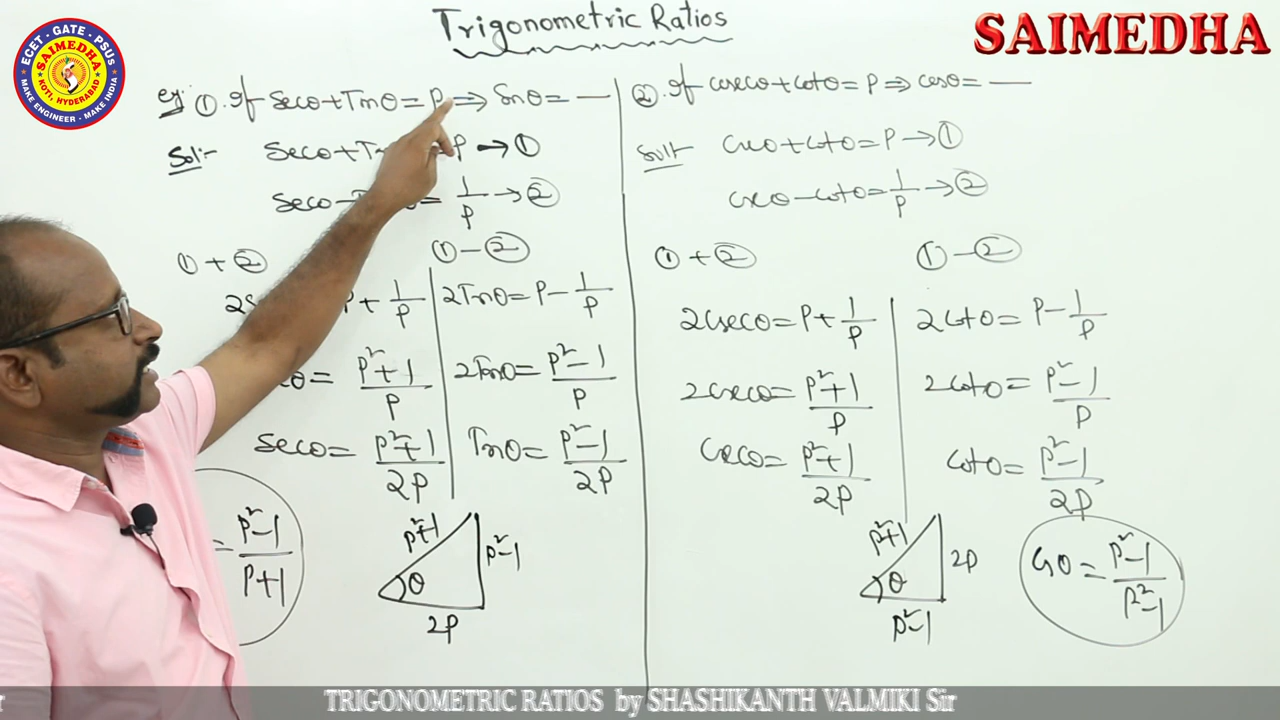 Trigonometric Ratios
SAIMEDHA
ECET - GATE - PSUS
SAIMEDHA
KOTI, HYDERABAD
MAKE ENGINEER - MAKE INDIA
eg: ① If Secθ+Tanθ = P ⇒ Sinθ = —
Sol:-
Secθ+T P → ①
Secθ- = 1/P → ②
① + ②
① - ②
2S P + 1/P
2Tanθ = P - 1/P
θ = P²+1/P
2Tanθ = P²-1/P
Secθ = P²+1/2P
Tanθ = P²-1/2P
= P²-1/P+1
P²+1
P²-1
θ
2P
② If cosecθ+cotθ = P ⇒ cosθ = —
Sol:-
Cscθ+Cotθ = P → ①
Cscθ-Cotθ = 1/P → ②
① + ②
① - ②
2Cscθ = P + 1/P
2Cotθ = P - 1/P
2Cscθ = P²+1/P
2Cotθ = P²-1/P
Cscθ = P²+1/2P
Cotθ = P²-1/2P
P²+1
2P
θ
P²-1
Cosθ = P²-1/P²-1
TRIGONOMETRIC RATIOS by SHASHIKANTH VALMIKI Sir